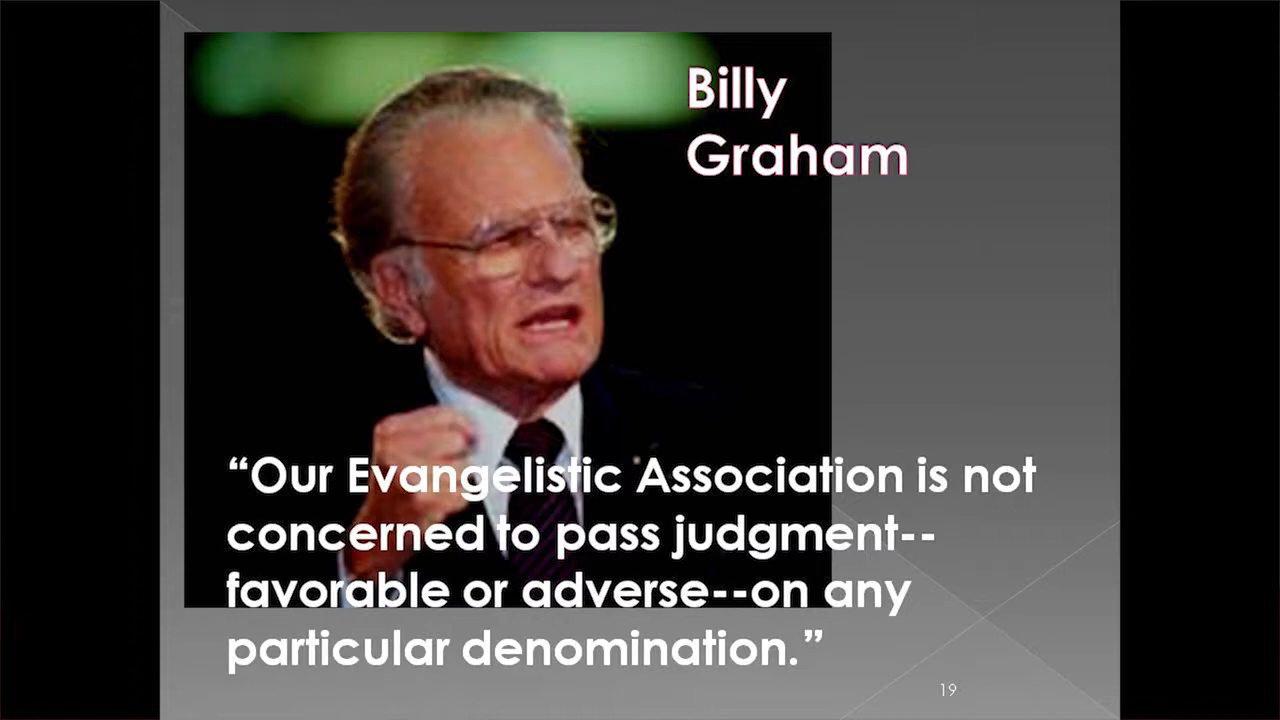 Billy
Graham
“Our Evangelistic Association is not
concerned to pass judgment--
favorable or adverse--on any
particular denomination.”
19